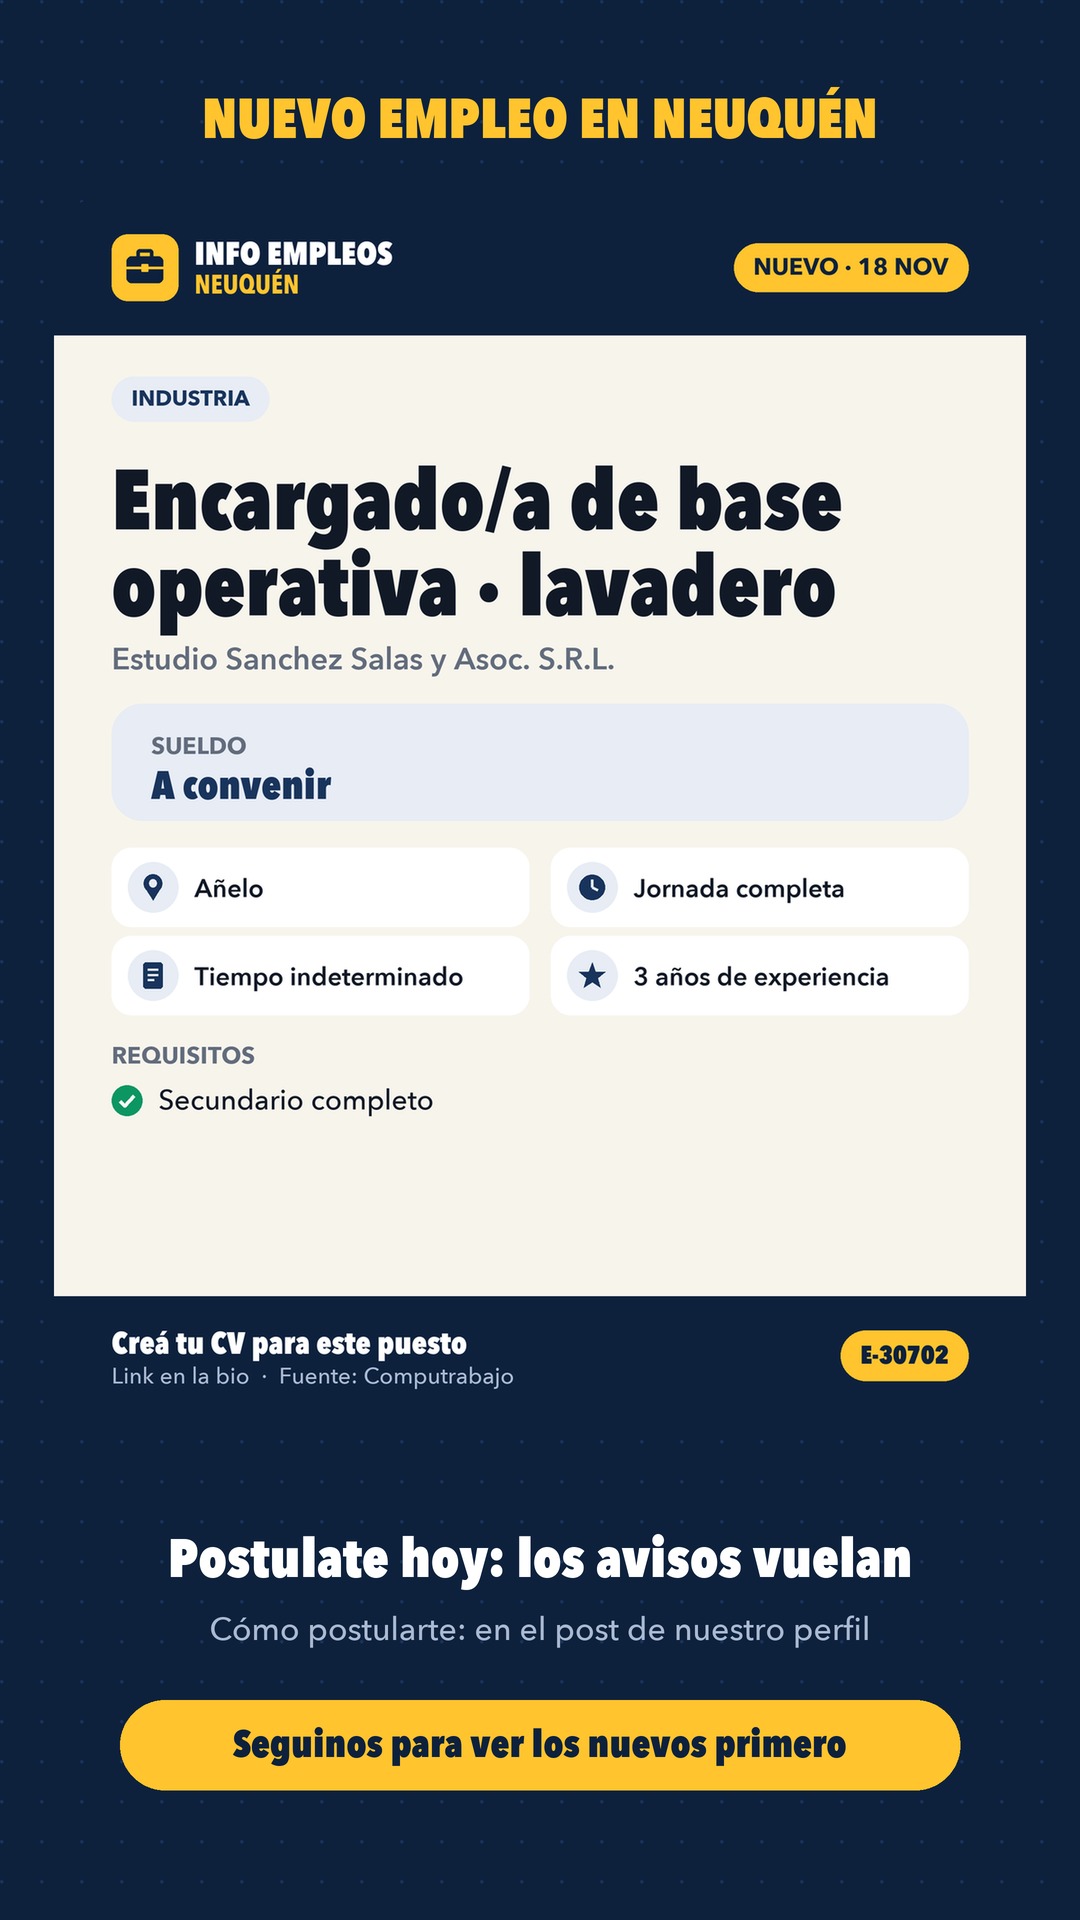 NUEVO EMPLEO EN NEUQUÉN
INFO EMPLEOS
NEUQUÉN
NUEVO · 18 NOV
INDUSTRIA
Encargado/a de base
operativa · lavadero
Estudio Sanchez Salas y Asoc. S.R.L.
SUELDO
A convenir
Añelo
Jornada completa
Tiempo indeterminado
3 años de experiencia
REQUISITOS
Secundario completo
Creá tu CV para este puesto
Link en la bio · Fuente: Computrabajo
E-30702
Postulate hoy: los avisos vuelan
Cómo postularte: en el post de nuestro perfil
Seguinos para ver los nuevos primero